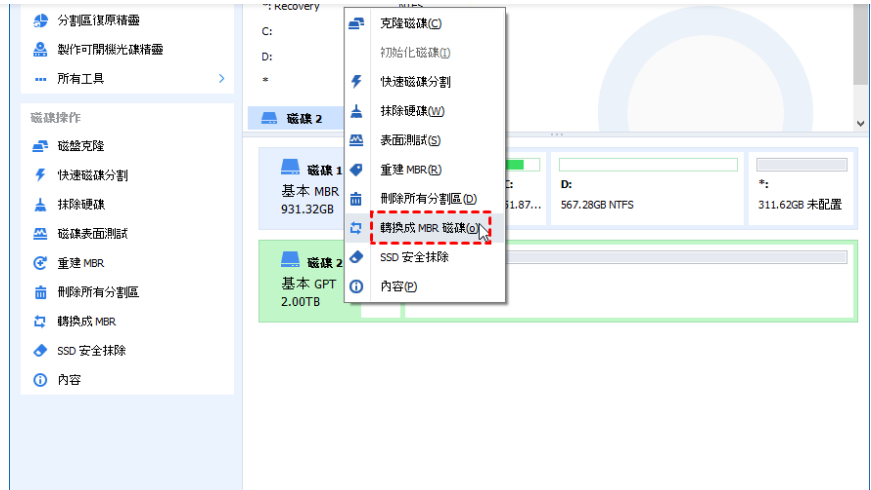 分割區復原精靈
製作可開機光碟精靈
所有工具
磁碟操作
磁盤克隆
快速磁碟分割
抹除硬碟
磁碟表面測試
重建 MBR
刪除所有分割區
轉換成 MBR
SSD 安全抹除
內容
*: Recovery
NTFS
C:
D:
*
磁碟 2
克隆磁碟(C)
初始化磁碟(I)
快速磁碟分割
抹除硬碟(W)
表面測試(S)
重建 MBR(R)
刪除所有分割區(D)
轉換成 MBR 磁碟(o)
SSD 安全抹除
內容(P)
磁碟 1
基本 MBR
931.32GB
C:
51.87...
D:
567.28GB NTFS
*:
311.62GB 未配置
磁碟 2
基本 GPT
2.00TB